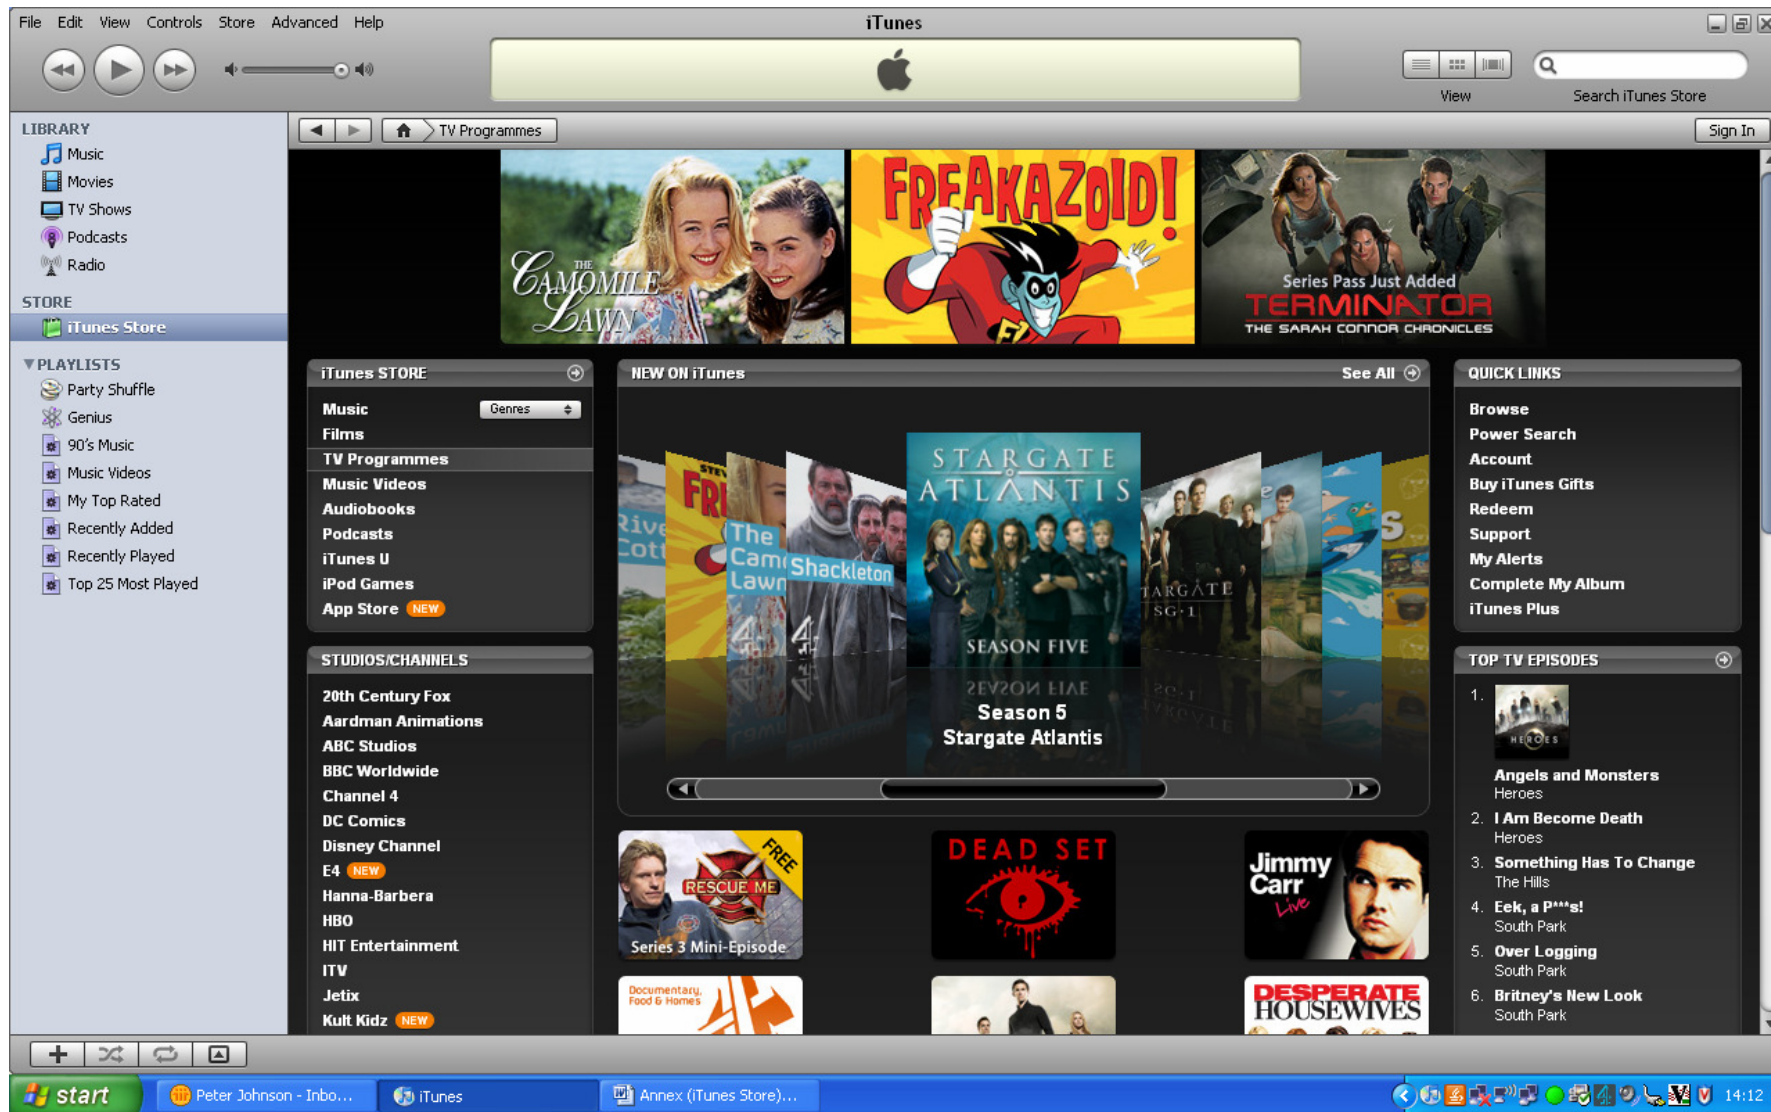 File Edit View Controls Store Advanced Help
iTunes
View
Search iTunes Store
LIBRARY
Music
Movies
TV Shows
Podcasts
Radio
STORE
iTunes Store
PLAYLISTS
Party Shuffle
Genius
90's Music
Music Videos
My Top Rated
Recently Added
Recently Played
Top 25 Most Played
TV Programmes
Sign In
THE
CAMOMILE
LAWN
FREAKAZOID!
F!
Series Pass Just Added
TERMINATOR
THE SARAH CONNOR CHRONICLES
iTunes STORE
Music Genres
Films
TV Programmes
Music Videos
Audiobooks
Podcasts
iTunes U
iPod Games
App Store NEW
STUDIOS/CHANNELS
20th Century Fox
Aardman Animations
ABC Studios
BBC Worldwide
Channel 4
DC Comics
Disney Channel
E4 NEW
Hanna-Barbera
HBO
HIT Entertainment
ITV
Jetix
Kult Kidz NEW
NEW ON iTunes See All
The
Lawn
Shackleton
STARGATE
ATLANTIS
SEASON FIVE
SG·1
Season 5
Stargate Atlantis
FREE
RESCUE ME
Series 3 Mini-Episode
DEAD SET
Jimmy
Carr
Live
Documentary,
Food & Homes
DESPERATE
HOUSEWIVES
QUICK LINKS
Browse
Power Search
Account
Buy iTunes Gifts
Redeem
Support
My Alerts
Complete My Album
iTunes Plus
TOP TV EPISODES
1.
HEROES
Angels and Monsters
Heroes
2. I Am Become Death
Heroes
3. Something Has To Change
The Hills
4. Eek, a P***s!
South Park
5. Over Logging
South Park
6. Britney's New Look
South Park
start
Peter Johnson - Inbo...
iTunes
Annex (iTunes Store)...
14:12